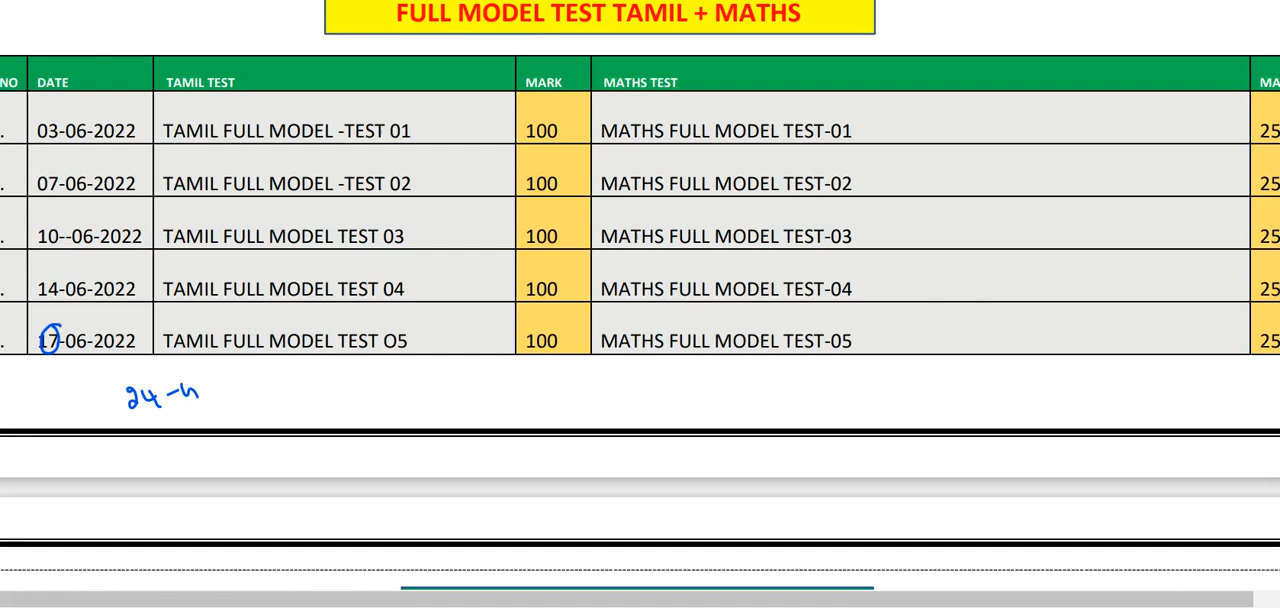 FULL MODEL TEST TAMIL + MATHS
NO DATE TAMIL TEST MARK MATHS TEST MA
. 03-06-2022 TAMIL FULL MODEL -TEST 01 100 MATHS FULL MODEL TEST-01 25
. 07-06-2022 TAMIL FULL MODEL -TEST 02 100 MATHS FULL MODEL TEST-02 25
. 10--06-2022 TAMIL FULL MODEL TEST 03 100 MATHS FULL MODEL TEST-03 25
. 14-06-2022 TAMIL FULL MODEL TEST 04 100 MATHS FULL MODEL TEST-04 25
. 17-06-2022 TAMIL FULL MODEL TEST O5 100 MATHS FULL MODEL TEST-05 25
24 -